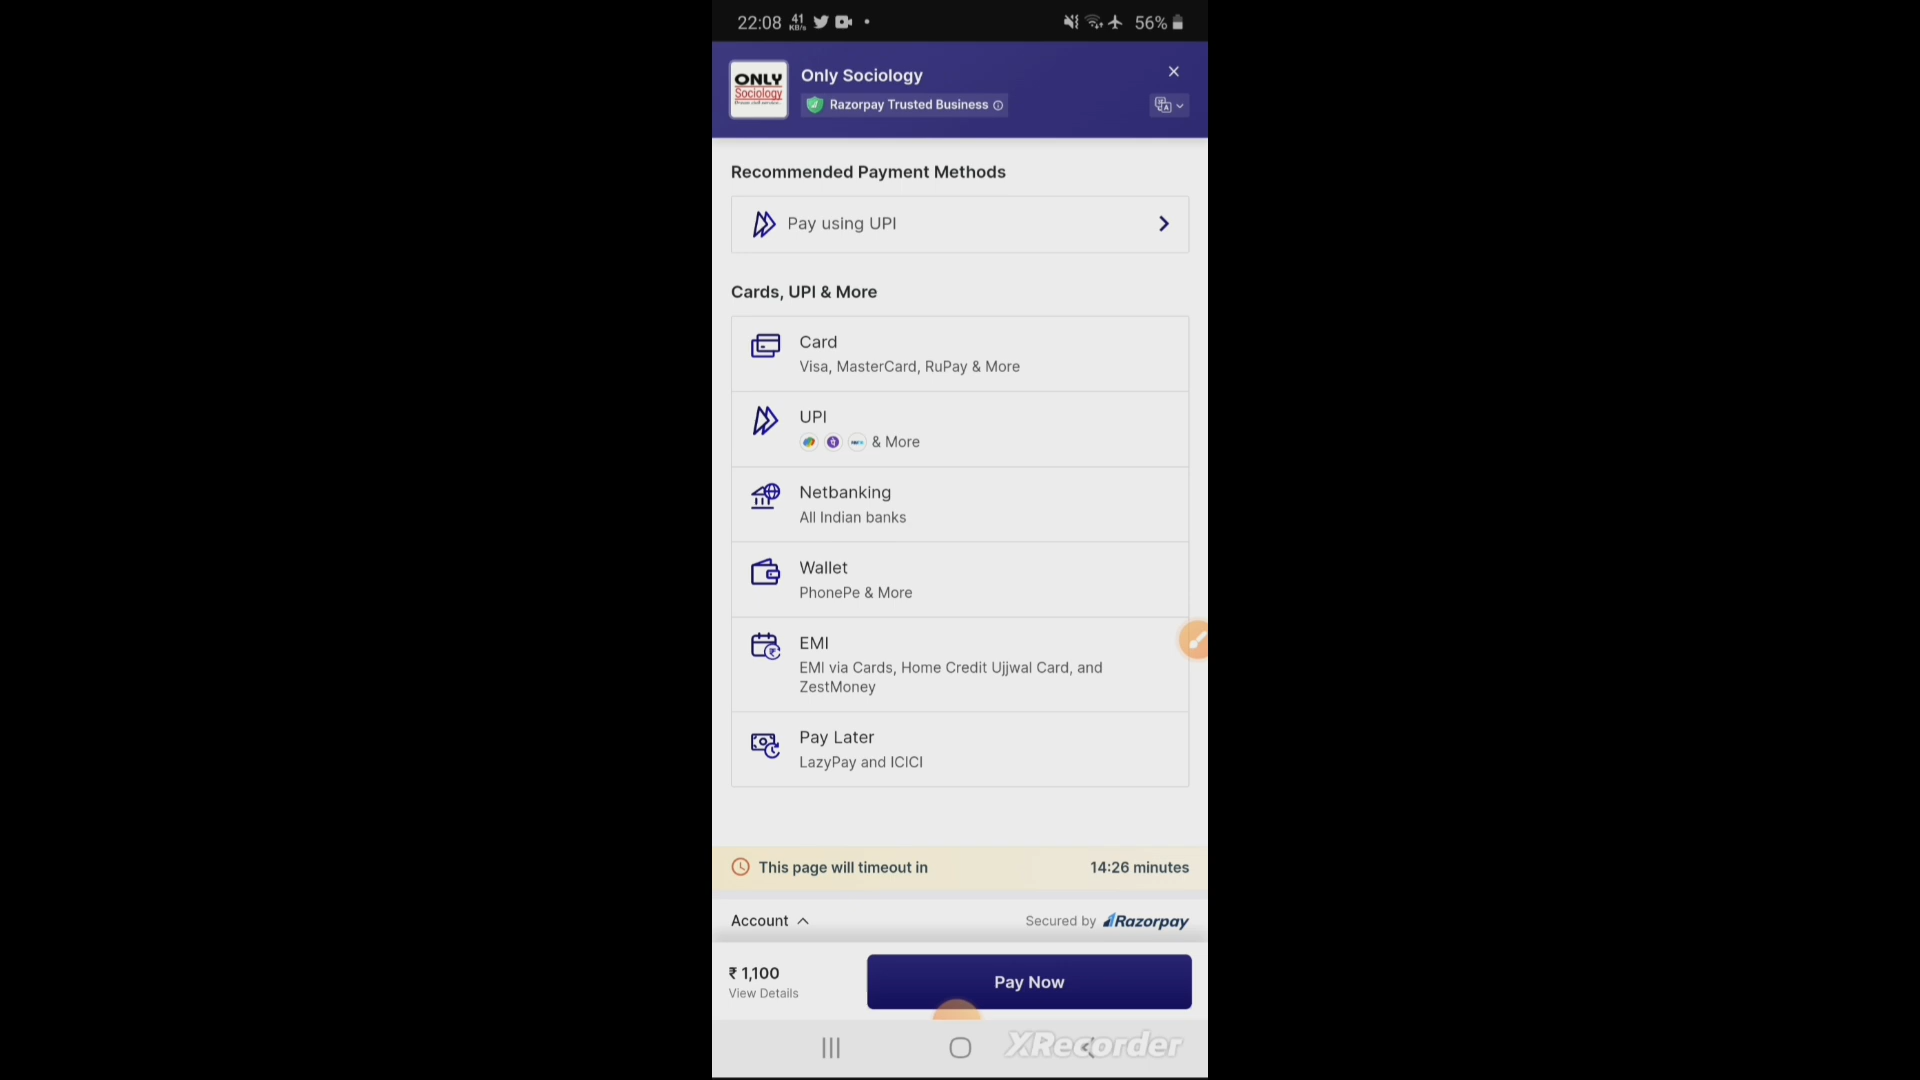 22:08 41 KB/s 56%
ONLY
Sociology
Only Sociology
Razorpay Trusted Business
Recommended Payment Methods
Pay using UPI
Cards, UPI & More
Card
Visa, MasterCard, RuPay & More
UPI
& More
Netbanking
All Indian banks
Wallet
PhonePe & More
EMI
EMI via Cards, Home Credit Ujjwal Card, and
ZestMoney
Pay Later
LazyPay and ICICI
This page will timeout in 14:26 minutes
Account Secured by Razorpay
₹ 1,100
View Details
Pay Now
XRecorder